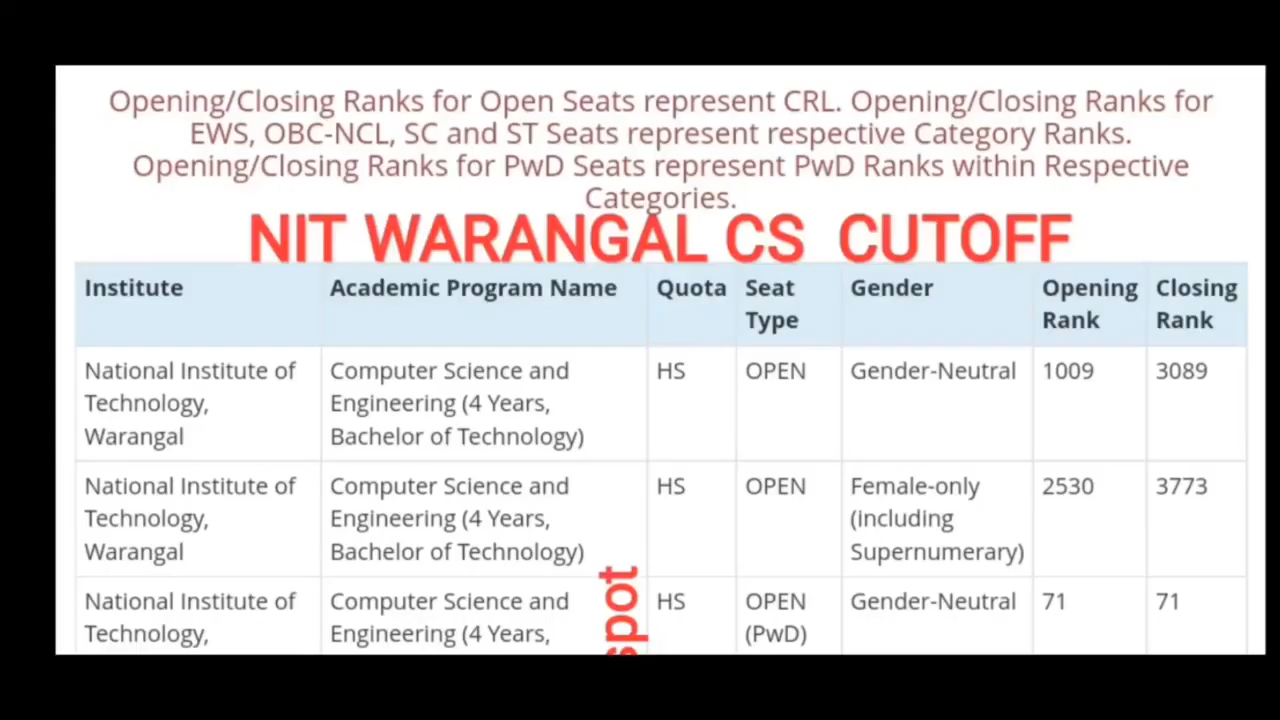 Opening/Closing Ranks for Open Seats represent CRL. Opening/Closing Ranks for
EWS, OBC-NCL, SC and ST Seats represent respective Category Ranks.
Opening/Closing Ranks for PwD Seats represent PwD Ranks within Respective
Categories.
NIT WARANGAL CS CUTOFF
Institute Academic Program Name Quota Seat Type Gender Opening Rank Closing Rank
National Institute of Computer Science and HS OPEN Gender-Neutral 1009 3089
Technology, Engineering (4 Years,
Warangal Bachelor of Technology)
National Institute of Computer Science and HS OPEN Female-only 2530 3773
Technology, Engineering (4 Years, (including
Warangal Bachelor of Technology) Supernumerary)
National Institute of Computer Science and HS OPEN Gender-Neutral 71 71
Technology, Engineering (4 Years, (PwD)